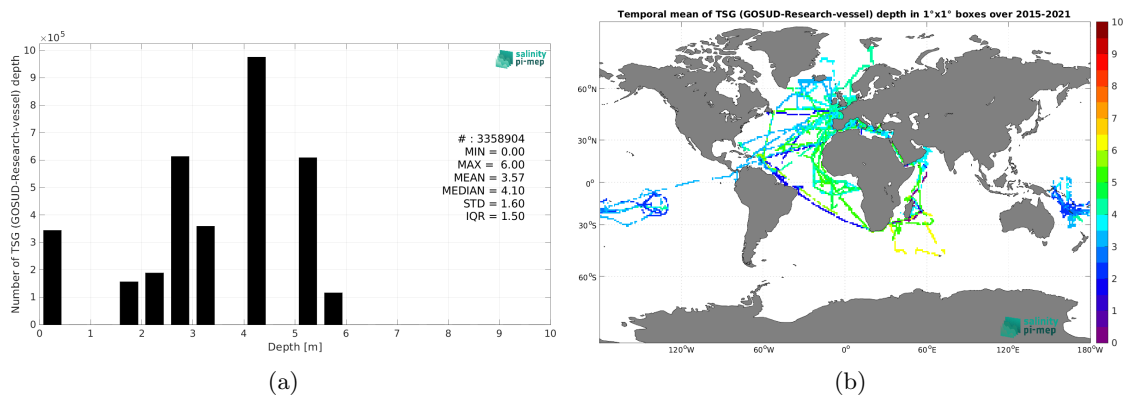 ×10⁵
10
9
8
7
6
5
4
3
2
1
0
Number of TSG (GOSUD-Research-vessel) depth
salinity
pi-mep
# : 3358904
MIN = 0.00
MAX = 6.00
MEAN = 3.57
MEDIAN = 4.10
STD = 1.60
IQR = 1.50
0 1 2 3 4 5 6 7 8 9 10
Depth [m]
(a)
Temporal mean of TSG (GOSUD-Research-vessel) depth in 1°x1° boxes over 2015-2021
60°N
30°N
0°
30°S
60°S
120°W 60°W 0° 60°E 120°E 180°W
salinity
pi-mep
10
9
8
7
6
5
4
3
2
1
0
(b)